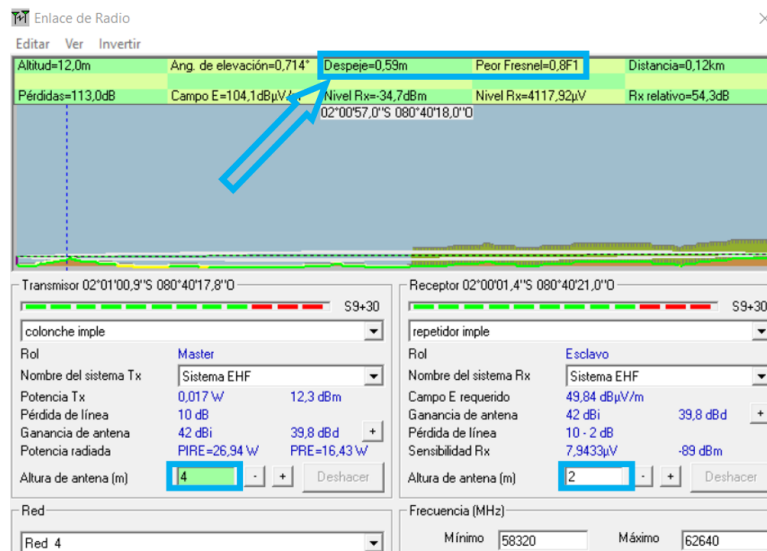 Enlace de Radio
Editar Ver Invertir
Altitud=12,0m Ang. de elevación=0,714° Despeje=0,59m Peor Fresnel=0,8F1 Distancia=0,12km
Pérdidas=113,0dB Campo E=104,1dBµV/m Nivel Rx=-34,7dBm Nivel Rx=4117,92µV Rx relativo=54,3dB
02°00'57,0''S 080°40'18,0''O
Transmisor 02°01'00,9''S 080°40'17,8''O
S9+30
colonche imple
Rol Master
Nombre del sistema Tx Sistema EHF
Potencia Tx 0,017 W 12,3 dBm
Pérdida de línea 10 dB
Ganancia de antena 42 dBi 39,8 dBd +
Potencia radiada PIRE=26,94 W PRE=16,43 W
Altura de antena (m) 4 - + Deshacer
Red
Red 4
Receptor 02°00'01,4''S 080°40'21,0''O
S9+30
repetidor imple
Rol Esclavo
Nombre del sistema Rx Sistema EHF
Campo E requerido 49,84 dBµV/m
Ganancia de antena 42 dBi 39,8 dBd +
Pérdida de línea 10 - 2 dB
Sensibilidad Rx 7,9433µV -89 dBm
Altura de antena (m) 2 - + Deshacer
Frecuencia (MHz)
Mínimo 58320 Máximo 62640